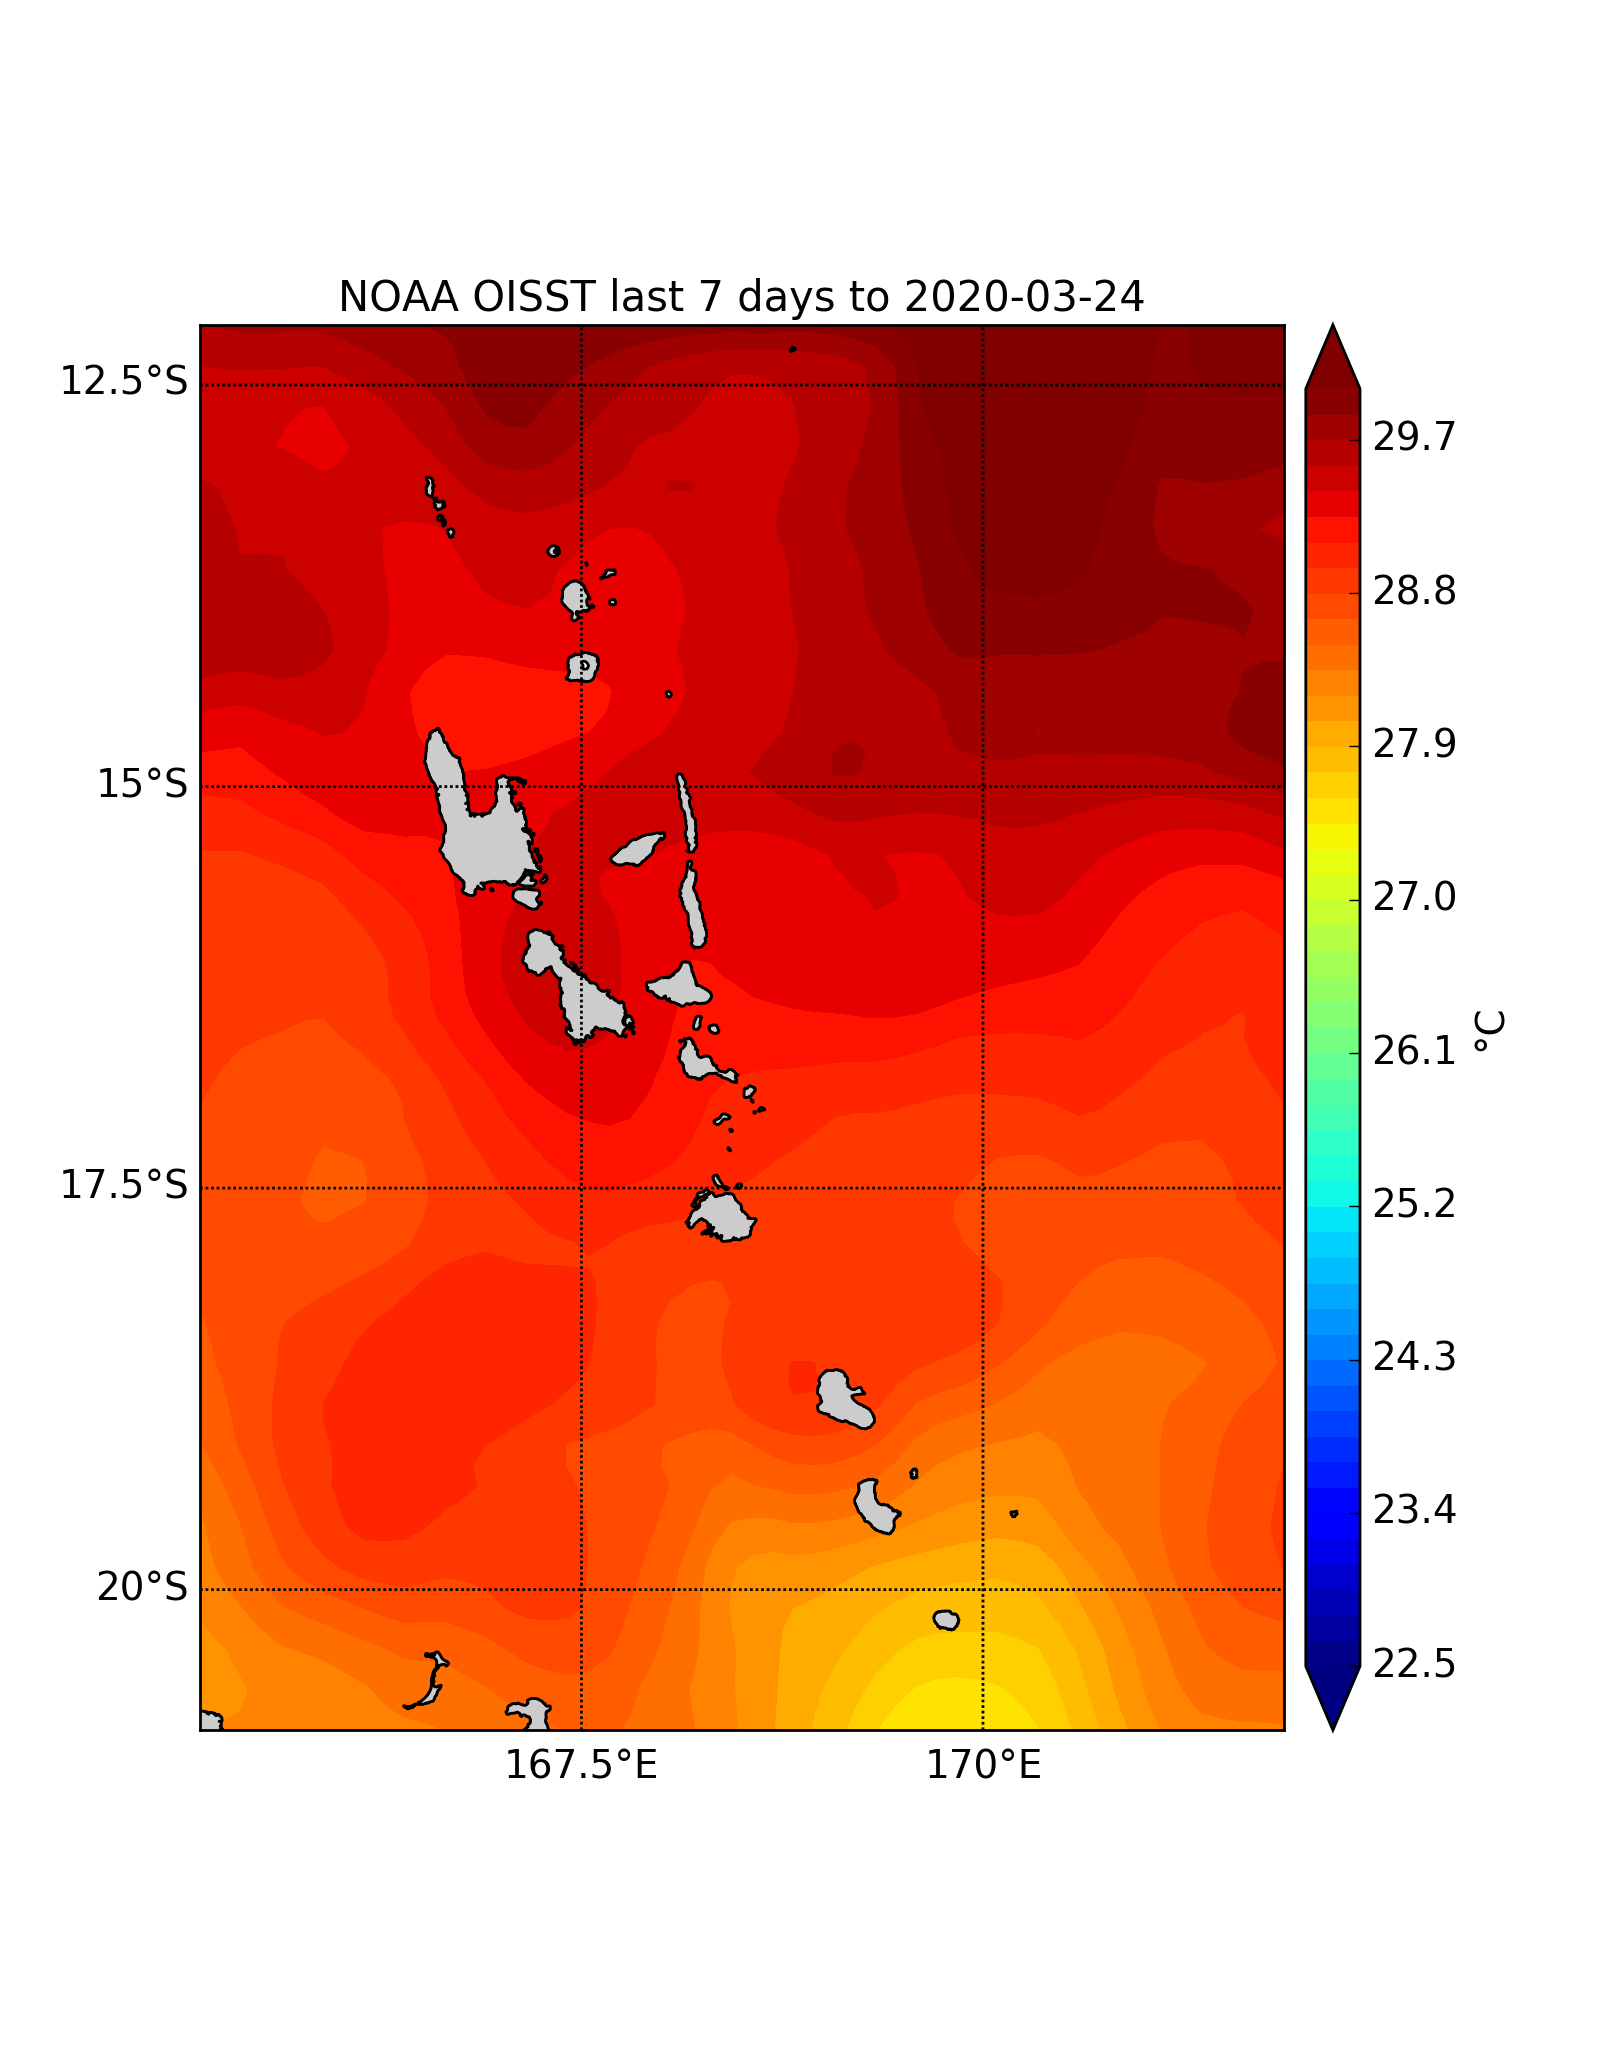 NOAA OISST last 7 days to 2020-03-24
12.5°S
15°S
17.5°S
20°S
167.5°E
170°E
29.7
28.8
27.9
27.0
26.1
25.2
24.3
23.4
22.5
°C